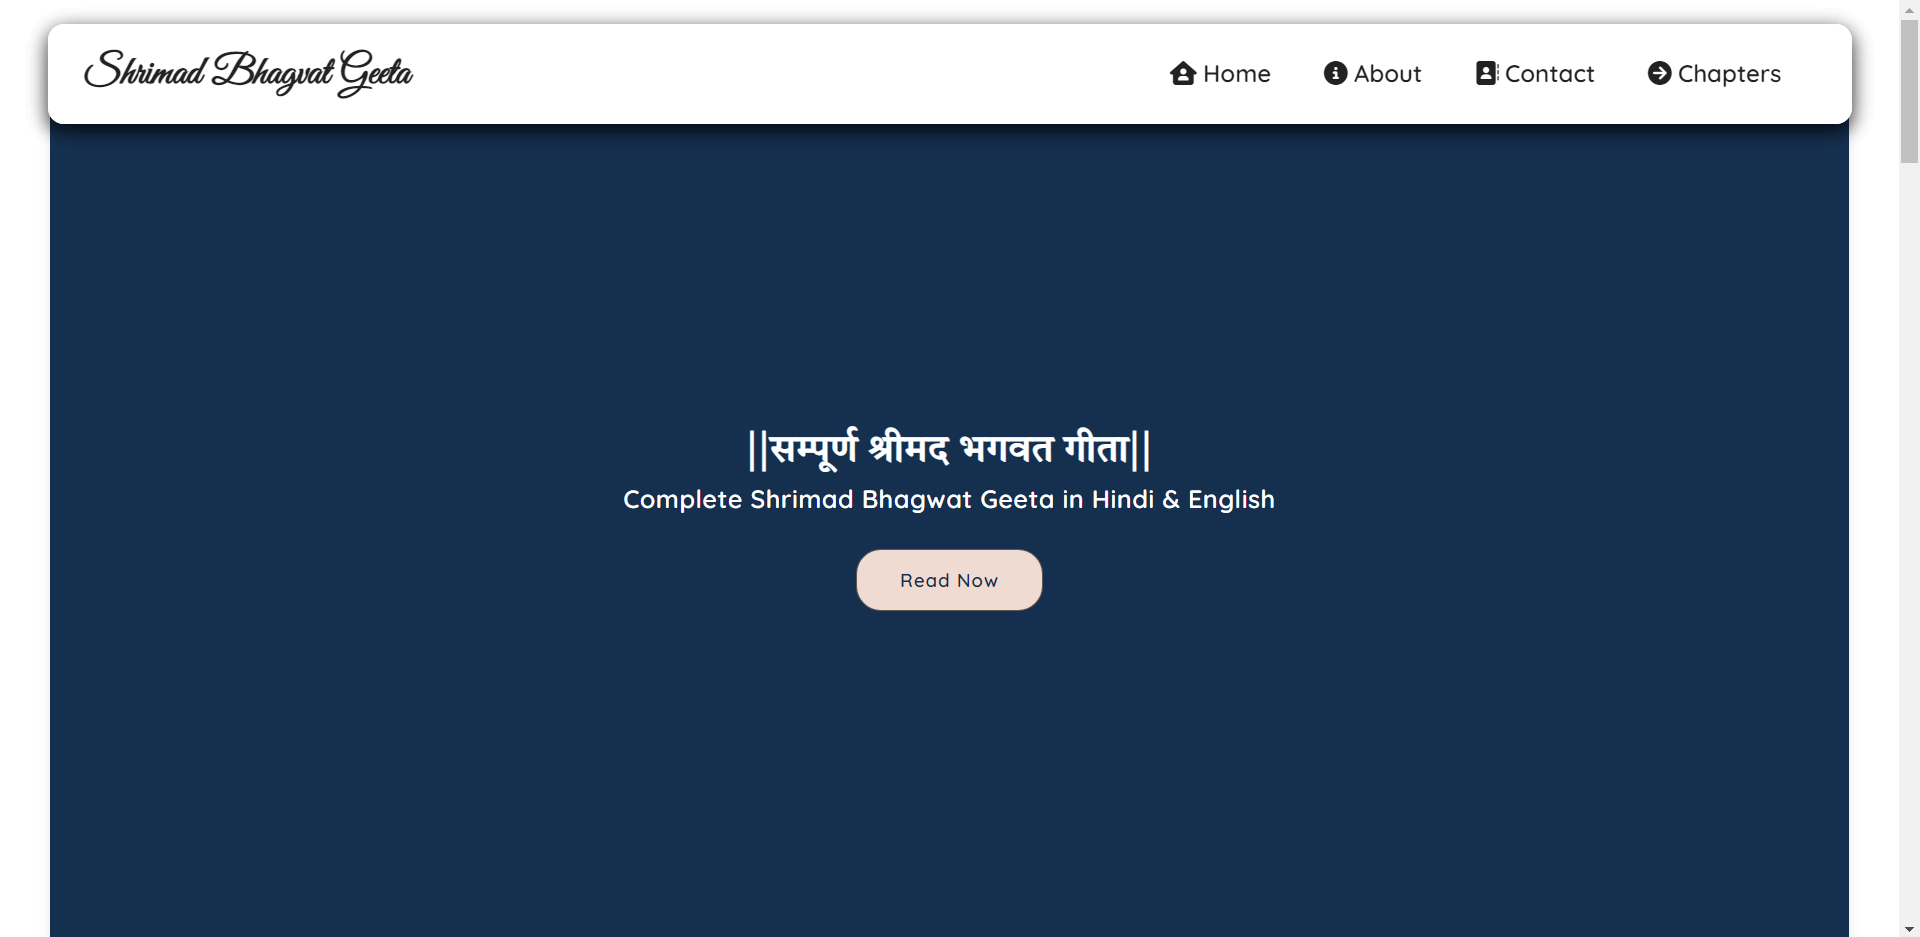 Shrimad Bhagvat Geeta
Home
About
Contact
Chapters
||सम्पूर्ण श्रीमद भगवत गीता||
Complete Shrimad Bhagwat Geeta in Hindi & English
Read Now